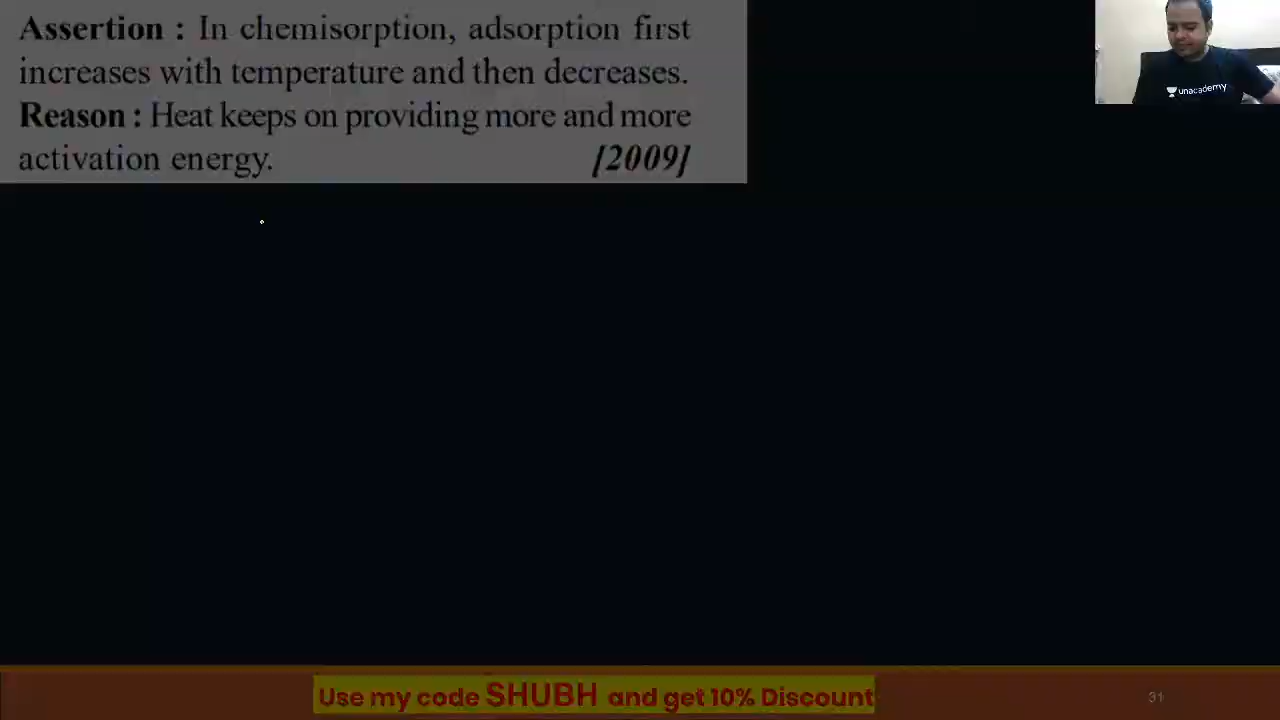 Assertion : In chemisorption, adsorption first
increases with temperature and then decreases.
Reason : Heat keeps on providing more and more
activation energy. [2009]
unacademy
Use my code SHUBH and get 10% Discount
31